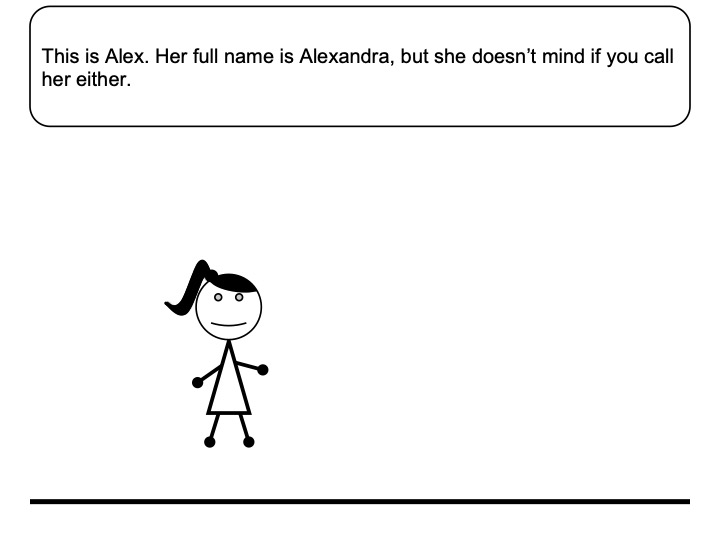 This is Alex. Her full name is Alexandra, but she doesn’t mind if you call
her either.